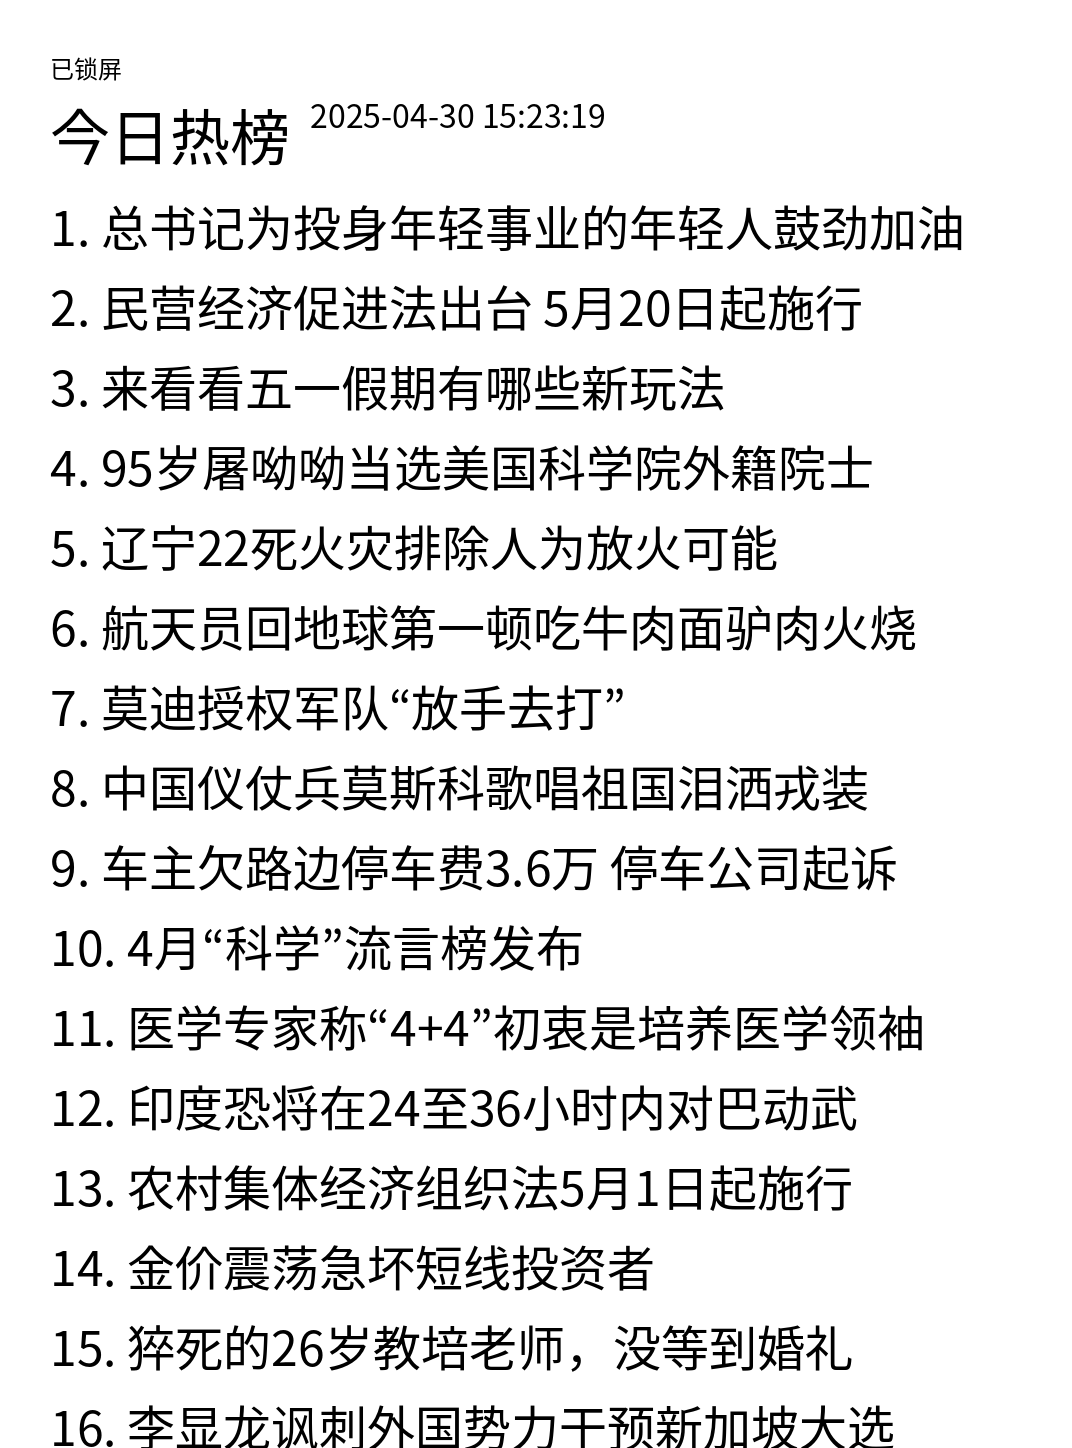 已锁屏
今日热榜 2025-04-30 15:23:19
1. 总书记为投身年轻事业的年轻人鼓劲加油
2. 民营经济促进法出台 5月20日起施行
3. 来看看五一假期有哪些新玩法
4. 95岁屠呦呦当选美国科学院外籍院士
5. 辽宁22死火灾排除人为放火可能
6. 航天员回地球第一顿吃牛肉面驴肉火烧
7. 莫迪授权军队“放手去打”
8. 中国仪仗兵莫斯科歌唱祖国泪洒戎装
9. 车主欠路边停车费3.6万 停车公司起诉
10. 4月“科学”流言榜发布
11. 医学专家称“4+4”初衷是培养医学领袖
12. 印度恐将在24至36小时内对巴动武
13. 农村集体经济组织法5月1日起施行
14. 金价震荡急坏短线投资者
15. 猝死的26岁教培老师，没等到婚礼
16. 李显龙讽刺外国势力干预新加坡大选